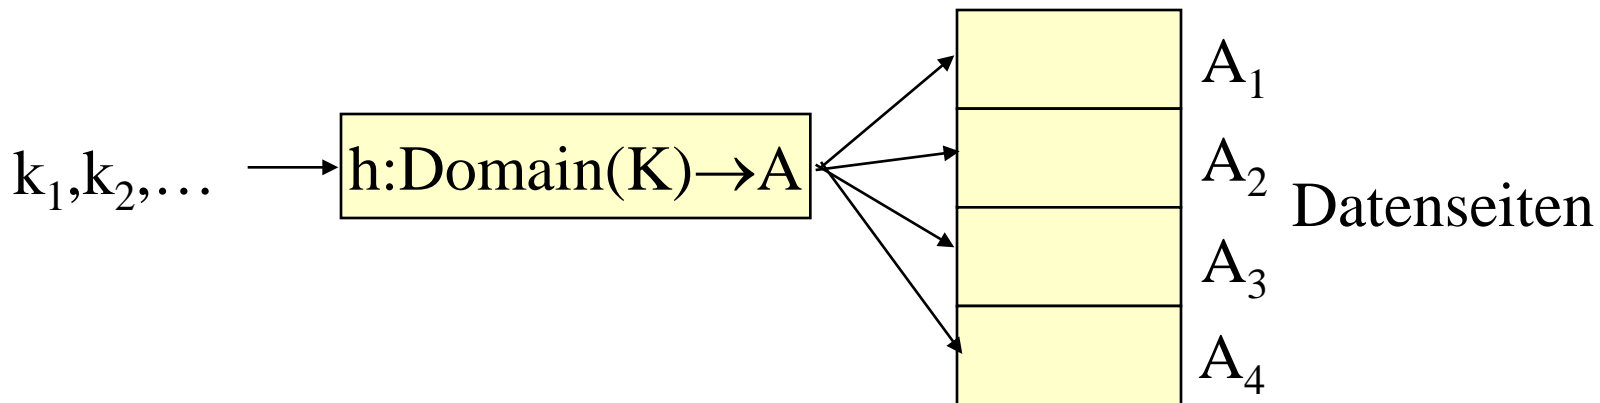 k₁,k₂,…
h:Domain(K)→A
A₁
A₂
A₃
A₄
Datenseiten